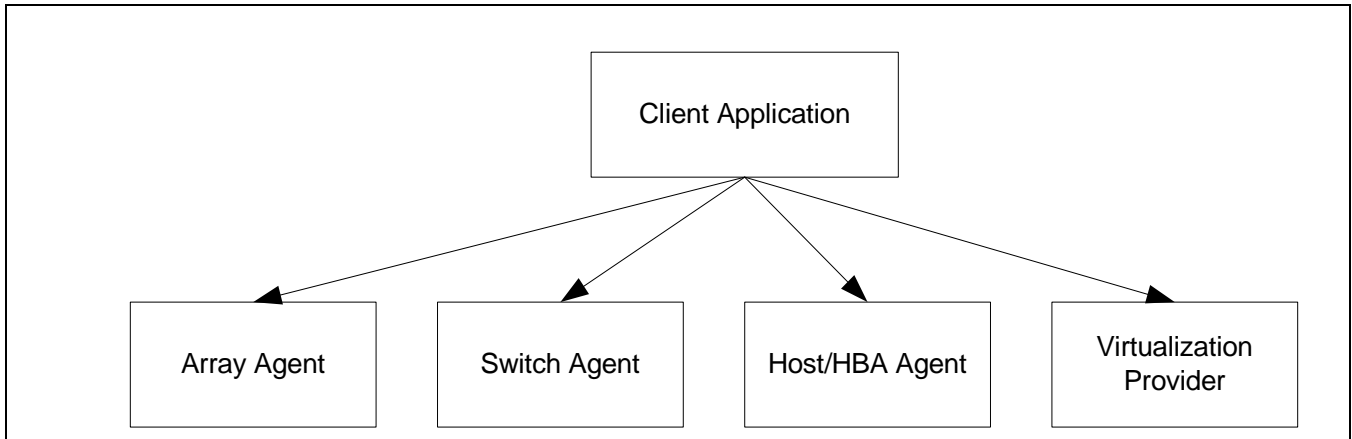 Client Application
Array Agent
Switch Agent
Host/HBA Agent
Virtualization
Provider